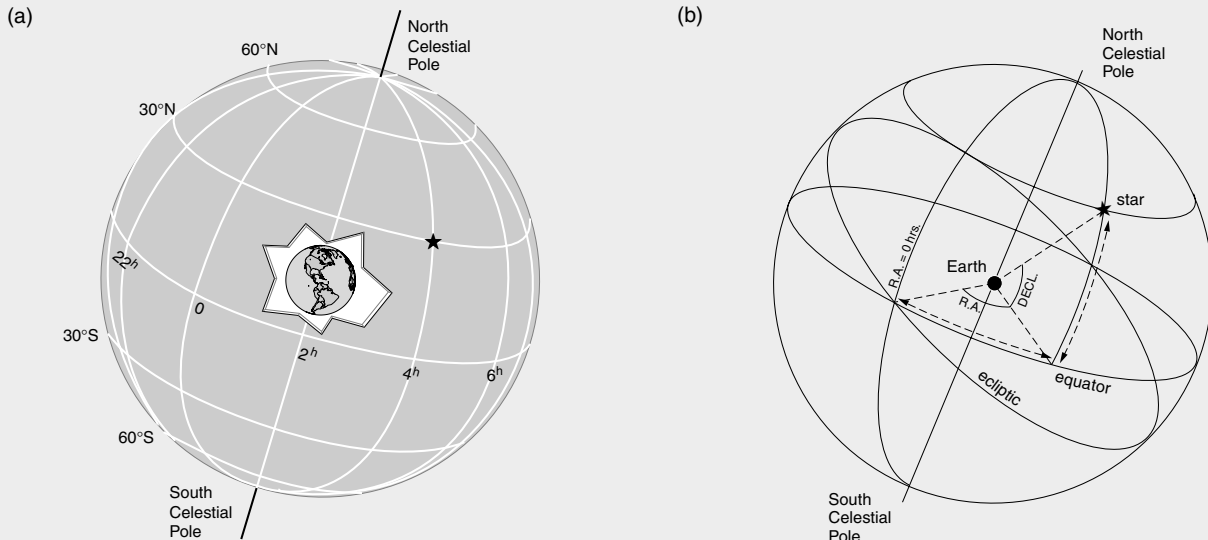 (a)
North
Celestial
Pole
60°N
30°N
22h
0
2h
4h
6h
30°S
60°S
South
Celestial
Pole
(b)
North
Celestial
Pole
star
R.A. = 0 hrs.
Earth
R.A.
DECL.
equator
ecliptic
South
Celestial
Pole